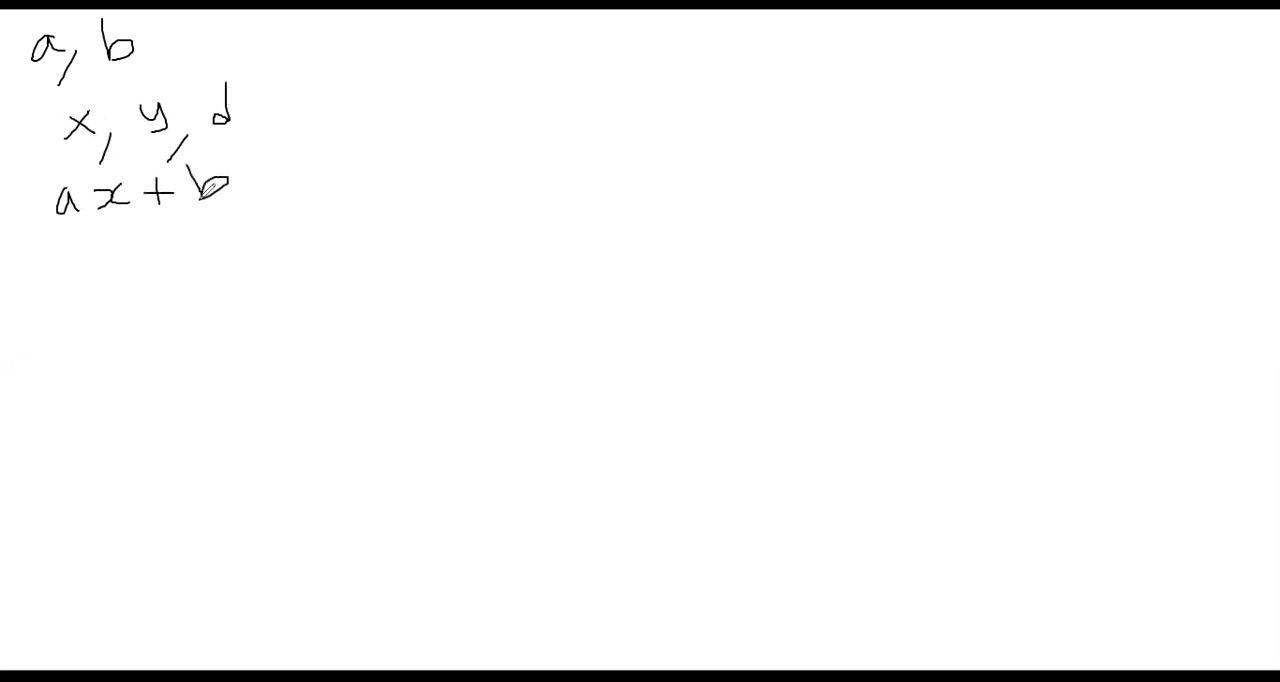 a, b
x, y, d
ax + b